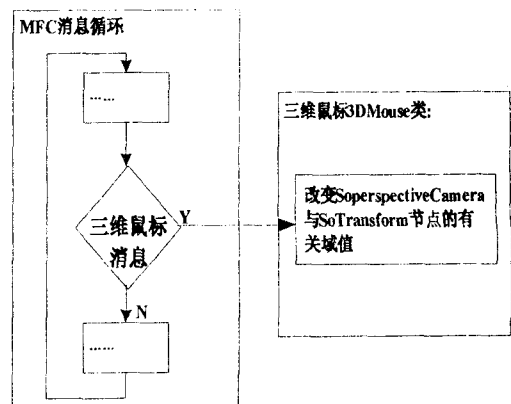 MFC消息循环
......
三维鼠标
消息
Y
N
......
三维鼠标3DMouse类:
改变SoperspectiveCamera
与SoTransform节点的有
关域值